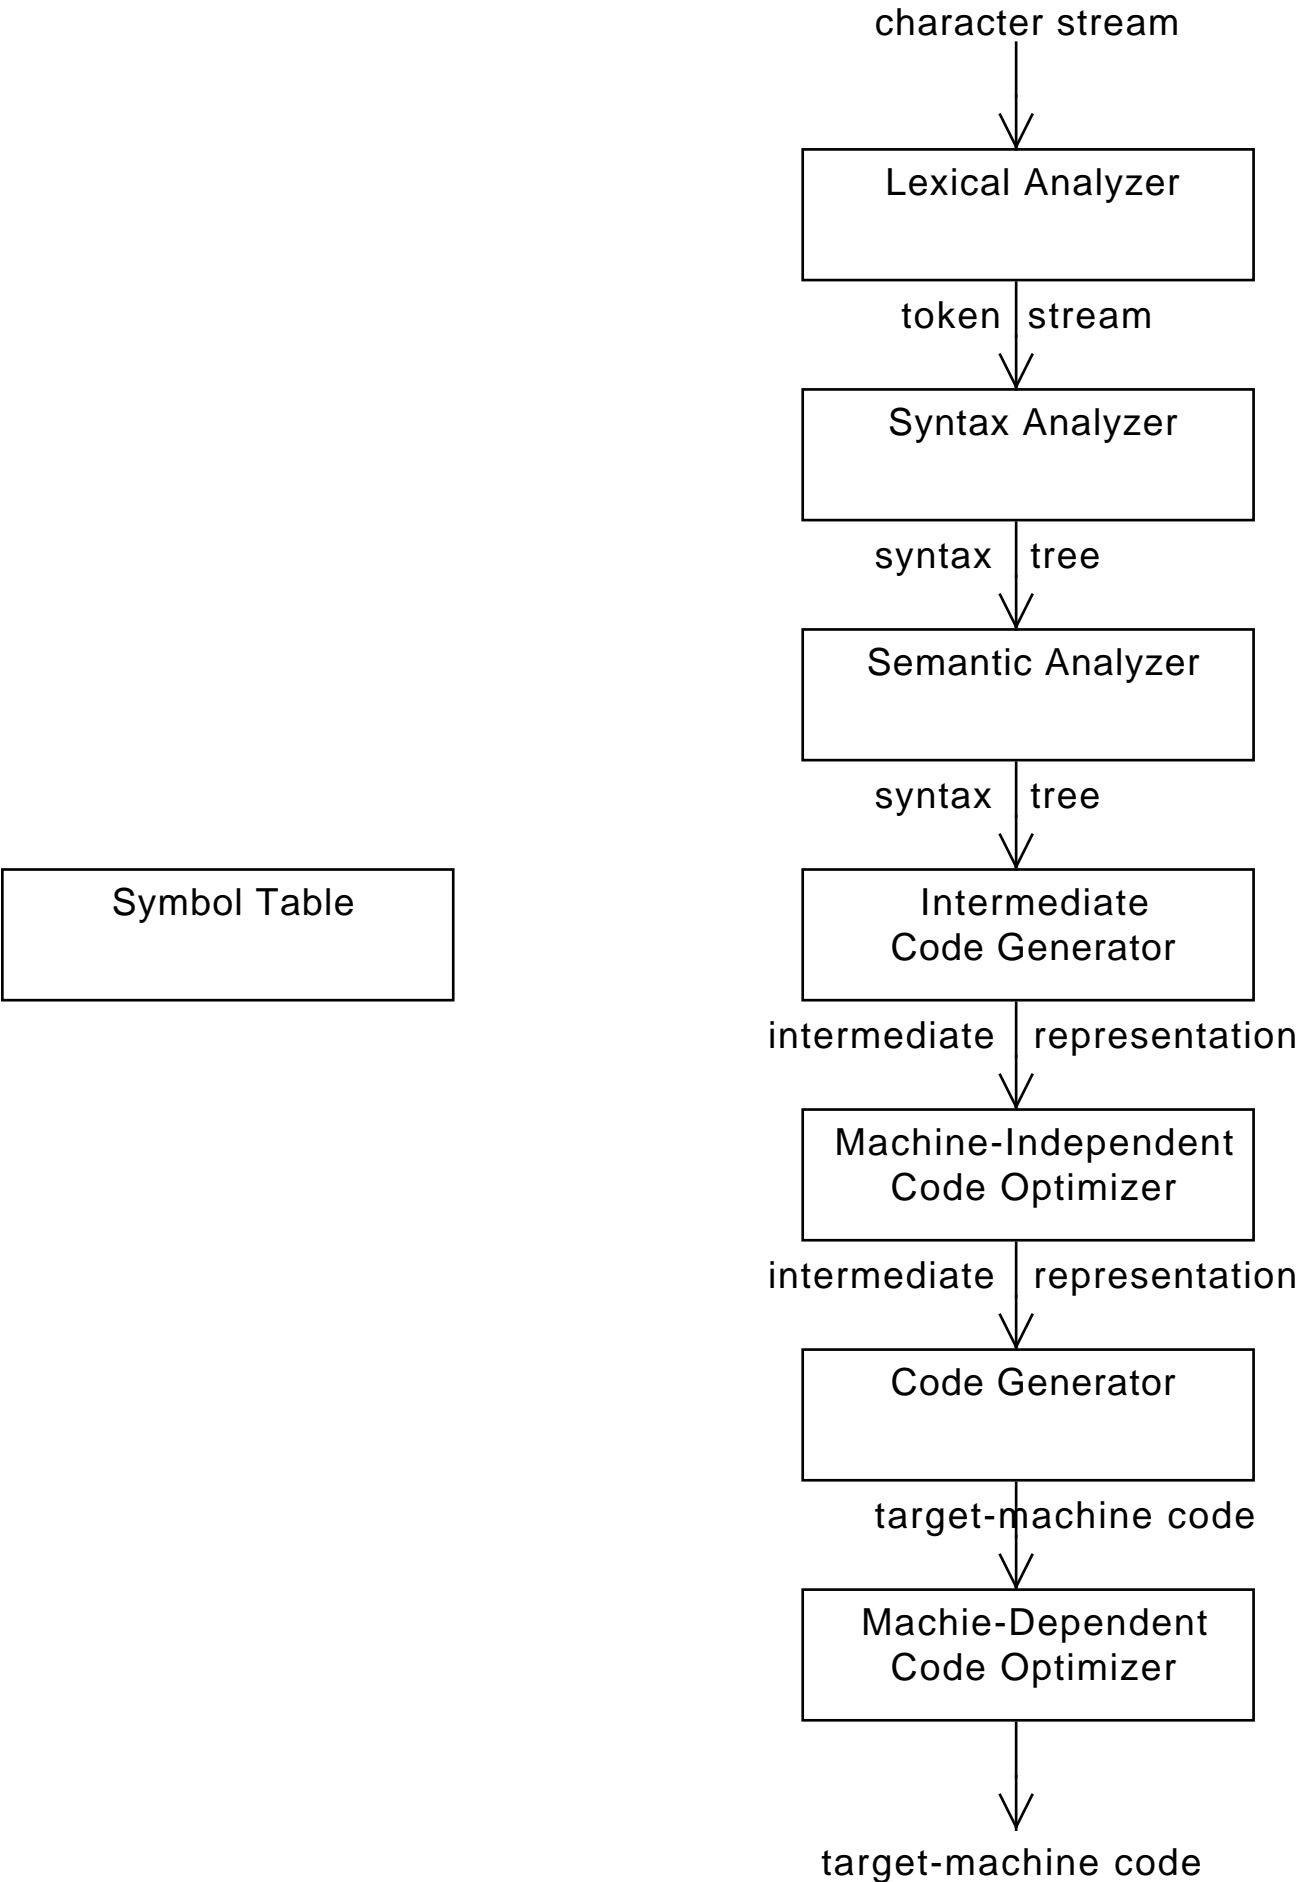 character stream
Lexical Analyzer
token stream
Syntax Analyzer
syntax tree
Semantic Analyzer
syntax tree
Symbol Table
Intermediate
Code Generator
intermediate representation
Machine-Independent
Code Optimizer
intermediate representation
Code Generator
target-machine code
Machie-Dependent
Code Optimizer
target-machine code